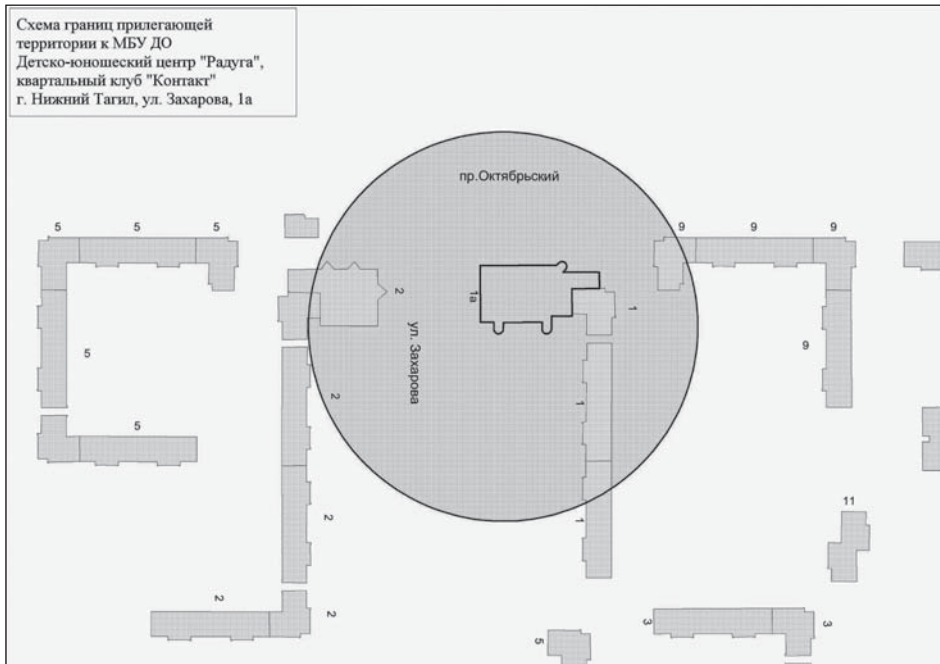 Схема границ прилегающей
территории к МБУ ДО
Детско-юношеский центр "Радуга",
квартальный клуб "Контакт"
г. Нижний Тагил, ул. Захарова, 1а
пр.Октябрьский
5
5
5
9
9
9
2
1а
1
ул. Захарова
5
9
2
1
5
11
2
1
2
2
3
3
5